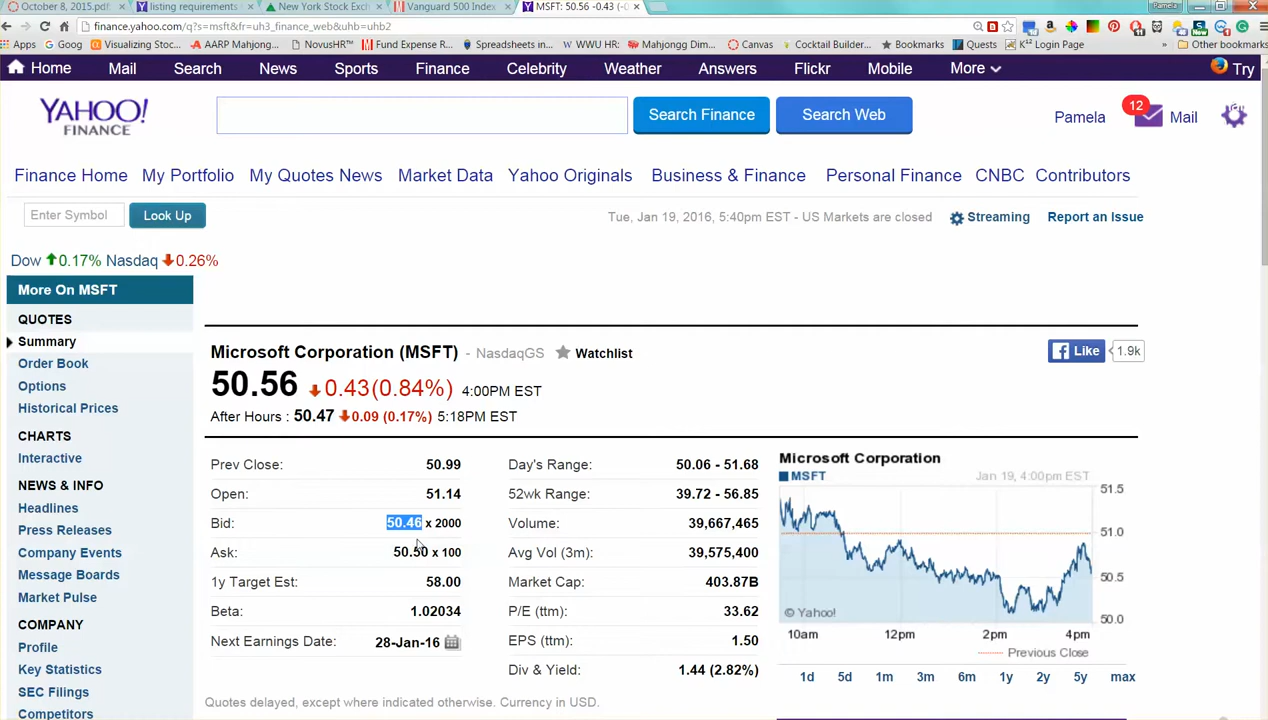 October 8, 2015.pdf
listing requirements
New York Stock Exch
Vanguard 500 Index
MSFT: 50.56 -0.43 (-0.
Pamela
finance.yahoo.com/q?s=msft&fr=uh3_finance_web&uhb=uhb2
Apps Goog Visualizing Stoc... AARP Mahjong... NovusHR™ Fund Expense R... Spreadsheets in... WWU HR: Mahjongg Dim... Canvas Cocktail Builder... Bookmarks Quests K¹² Login Page » Other bookmarks
Home Mail Search News Sports Finance Celebrity Weather Answers Flickr Mobile More Try
YAHOO!
FINANCE
Search Finance Search Web Pamela 12 Mail
Finance Home My Portfolio My Quotes News Market Data Yahoo Originals Business & Finance Personal Finance CNBC Contributors
Enter Symbol Look Up Tue, Jan 19, 2016, 5:40pm EST - US Markets are closed Streaming Report an Issue
Dow 0.17% Nasdaq 0.26%
More On MSFT
QUOTES
Summary
Order Book
Options
Historical Prices
CHARTS
Interactive
NEWS & INFO
Headlines
Press Releases
Company Events
Message Boards
Market Pulse
COMPANY
Profile
Key Statistics
SEC Filings
Competitors
Microsoft Corporation (MSFT) - NasdaqGS Watchlist
Like 1.9k
50.56 0.43(0.84%) 4:00PM EST
After Hours : 50.47 0.09 (0.17%) 5:18PM EST
Prev Close: 50.99
Open: 51.14
Bid: 50.46 x 2000
Ask: 50.50 x 100
1y Target Est: 58.00
Beta: 1.02034
Next Earnings Date: 28-Jan-16
Day's Range: 50.06 - 51.68
52wk Range: 39.72 - 56.85
Volume: 39,667,465
Avg Vol (3m): 39,575,400
Market Cap: 403.87B
P/E (ttm): 33.62
EPS (ttm): 1.50
Div & Yield: 1.44 (2.82%)
Microsoft Corporation
MSFT Jan 19, 4:00pm EST
51.5
51.0
50.5
50.0
© Yahoo!
10am 12pm 2pm 4pm
Previous Close
1d 5d 1m 3m 6m 1y 2y 5y max
Quotes delayed, except where indicated otherwise. Currency in USD.